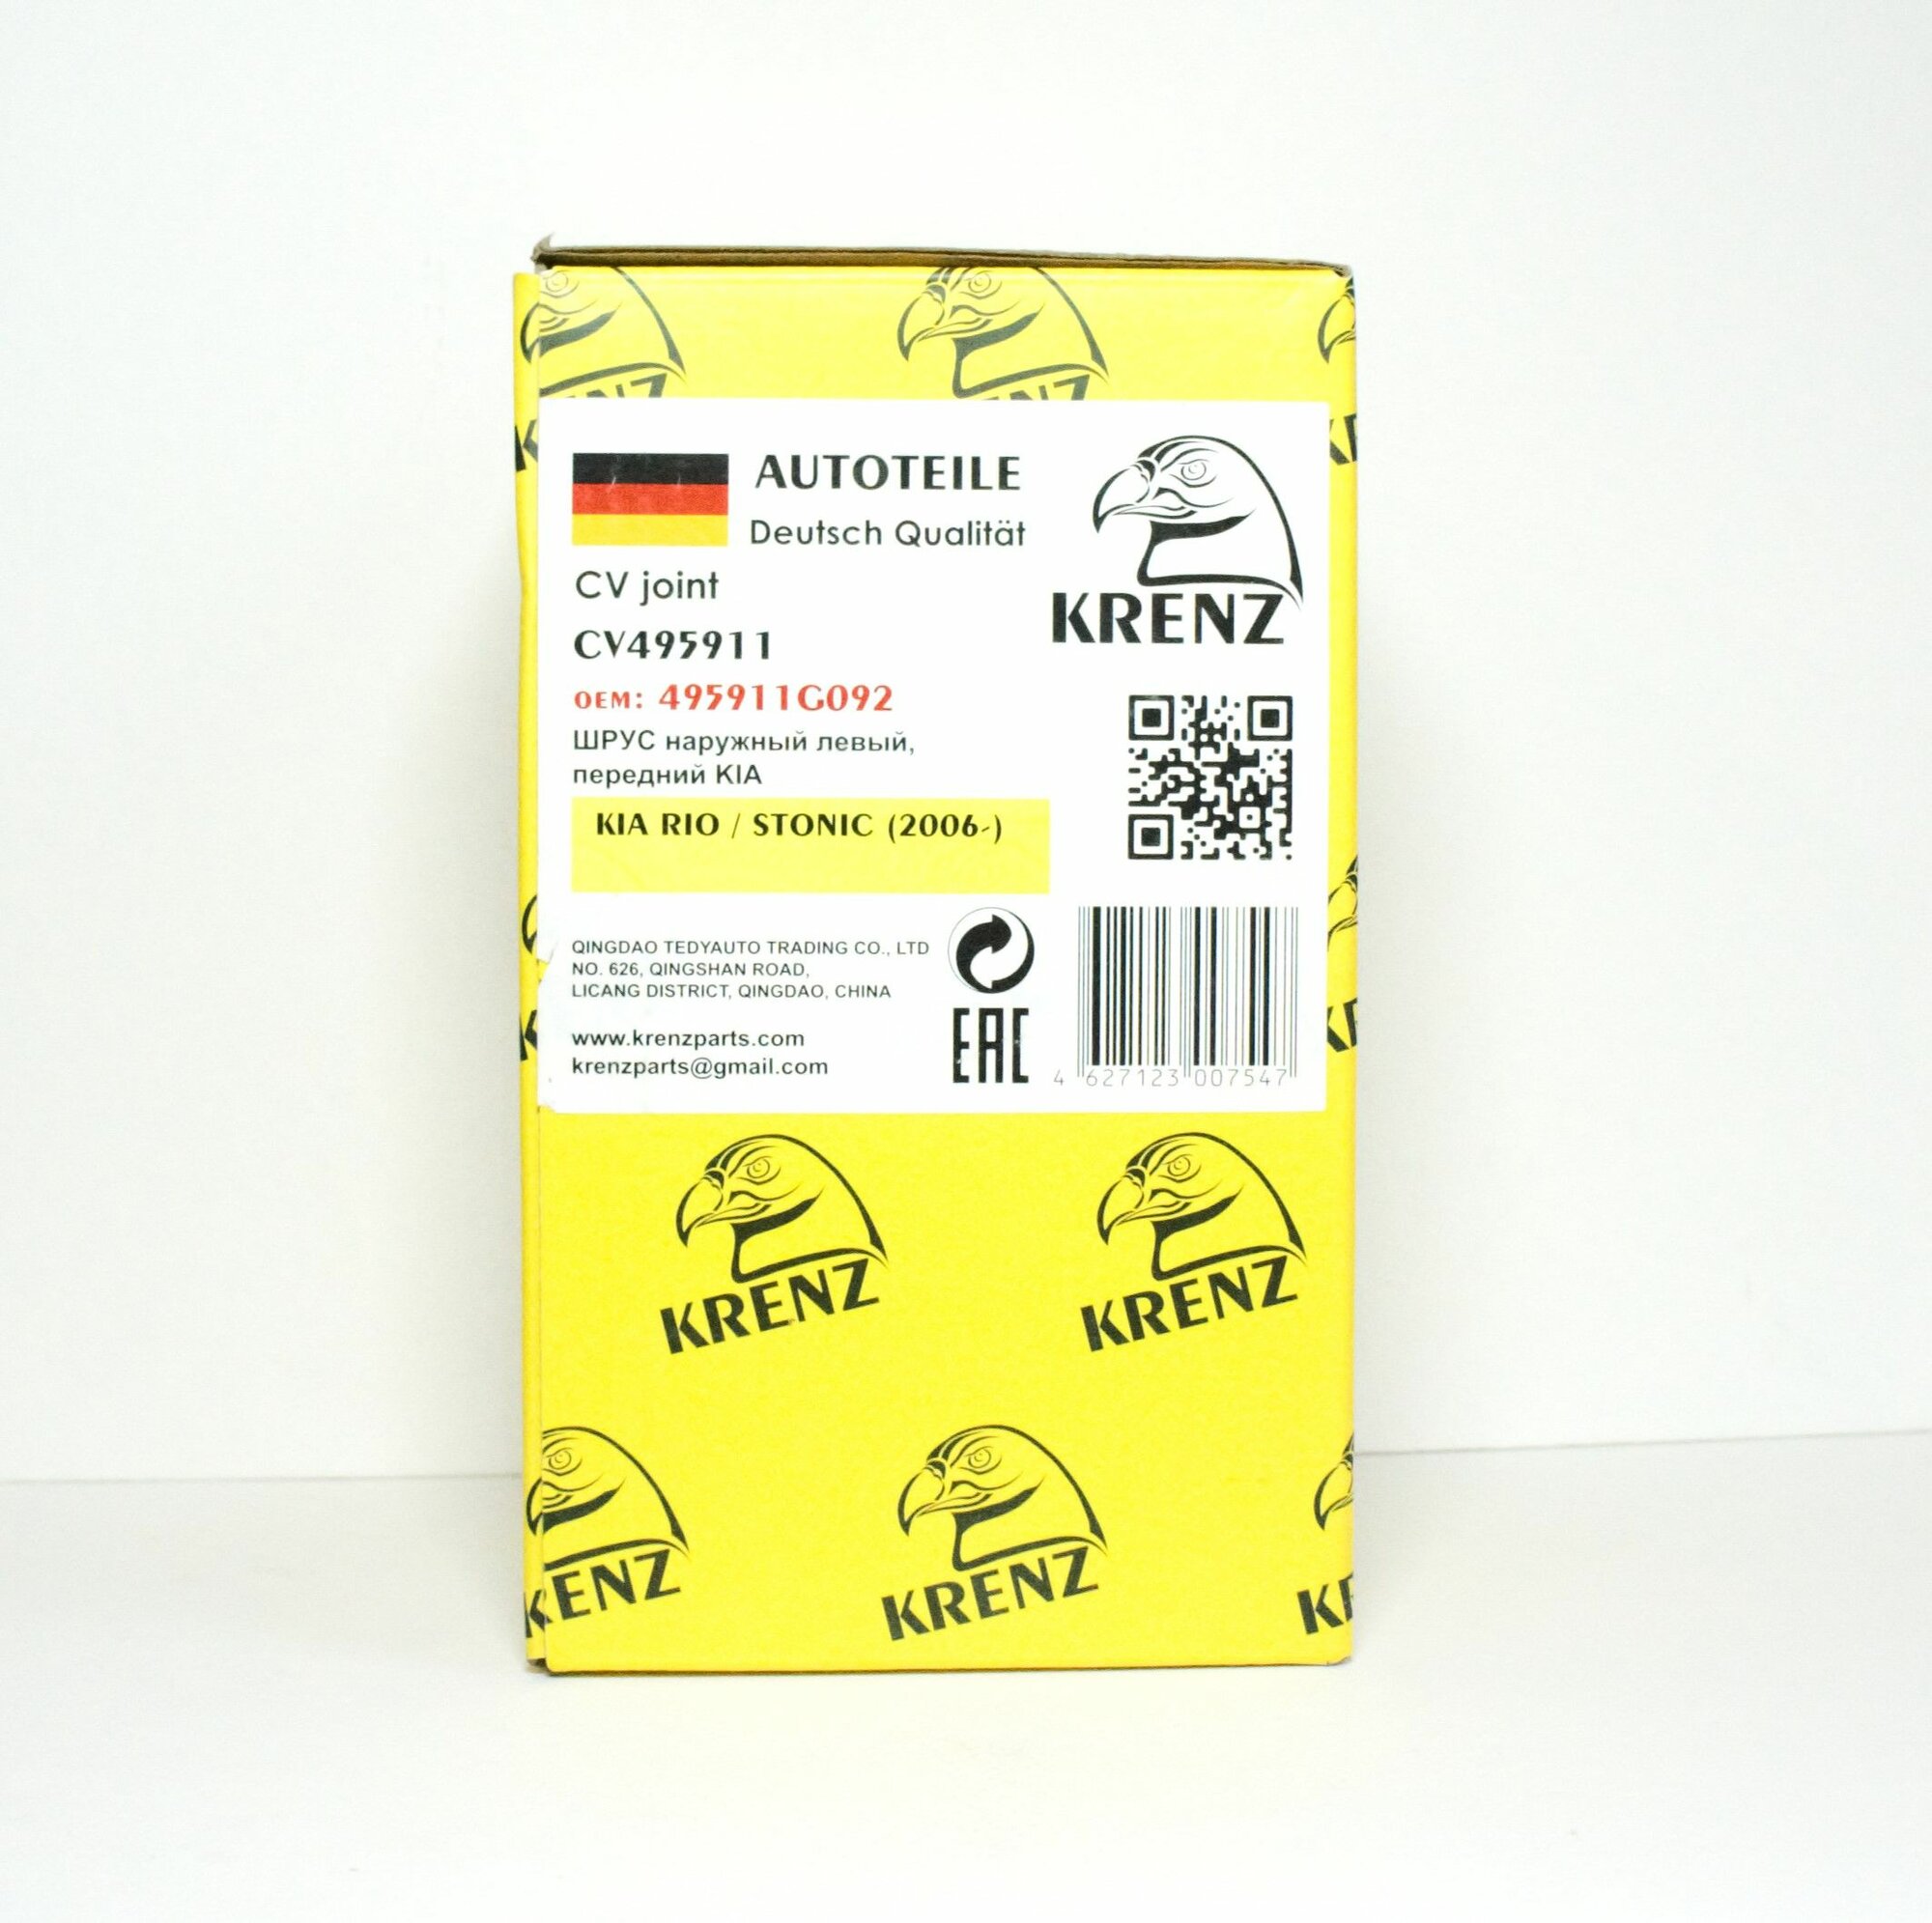 AUTOTEILE
Deutsch Qualität
KRENZ
CV joint
CV495911
OEM: 495911G092
ШРУС наружный левый,
передний KIA
KIA RIO / STONIC (2006-)
QINGDAO TEDYAUTO TRADING CO., LTD
NO. 626, QINGSHAN ROAD,
LICANG DISTRICT, QINGDAO, CHINA
www.krenzparts.com
krenzparts@gmail.com
EAC
4 627123 007547
KRENZ
KRENZ
KRENZ
KRENZ